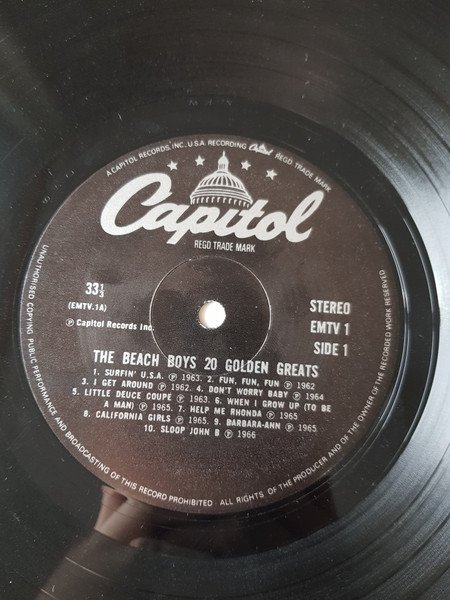 A CAPITOL RECORDS, INC. U.S.A. RECORDING Capitol REGD TRADE MARK
Capitol
REGD TRADE MARK
33⅓
(EMTV.1A)
℗ Capitol Records Inc.
STEREO
EMTV 1
SIDE 1
THE BEACH BOYS 20 GOLDEN GREATS
1. SURFIN' U.S.A. ℗ 1963. 2. FUN, FUN, FUN ℗ 1962
3. I GET AROUND ℗ 1962. 4. DON'T WORRY BABY ℗ 1964
5. LITTLE DEUCE COUPE ℗ 1963. 6. WHEN I GROW UP (TO BE
A MAN) ℗ 1965. 7. HELP ME RHONDA ℗ 1965
8. CALIFORNIA GIRLS ℗ 1965. 9. BARBARA-ANN ℗ 1965
10. SLOOP JOHN B ℗ 1966
UNAUTHORISED COPYING PUBLIC PERFORMANCE AND BROADCASTING OF THIS RECORD PROHIBITED. ALL RIGHTS OF THE PRODUCER AND OF THE OWNER OF THE RECORDED WORK RESERVED